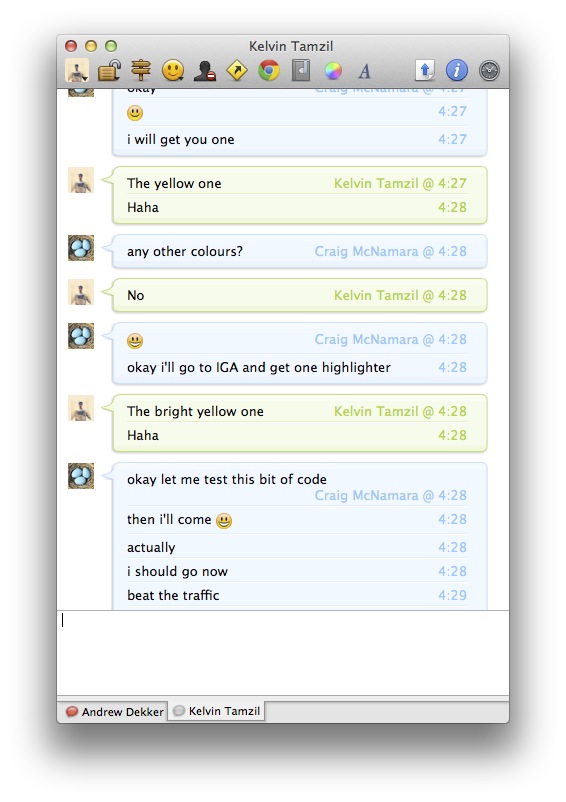 Kelvin Tamzil
okay Craig McNamara @ 4:27
4:27
i will get you one 4:27
The yellow one Kelvin Tamzil @ 4:27
Haha 4:28
any other colours? Craig McNamara @ 4:28
No Kelvin Tamzil @ 4:28
Craig McNamara @ 4:28
okay i'll go to IGA and get one highlighter 4:28
The bright yellow one Kelvin Tamzil @ 4:28
Haha 4:28
okay let me test this bit of code
Craig McNamara @ 4:28
then i'll come 4:28
actually 4:28
i should go now 4:28
beat the traffic 4:29
Andrew Dekker Kelvin Tamzil